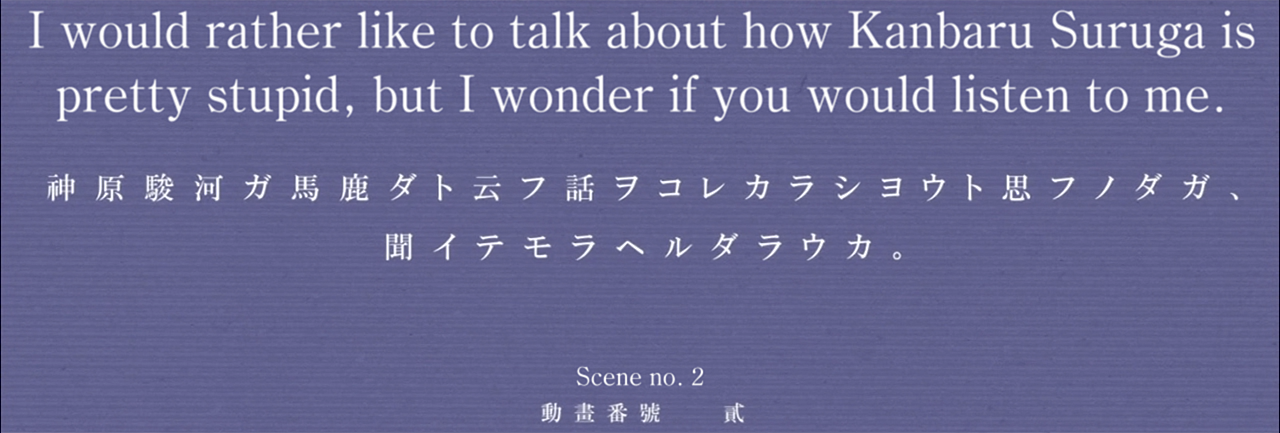 I would rather like to talk about how Kanbaru Suruga is
pretty stupid, but I wonder if you would listen to me.
神原駿河ガ馬鹿ダト云フ話ヲコレカラシヨウト思フノダガ、
聞イテモラヘルダラウカ。
Scene no. 2
動畫番號　貳